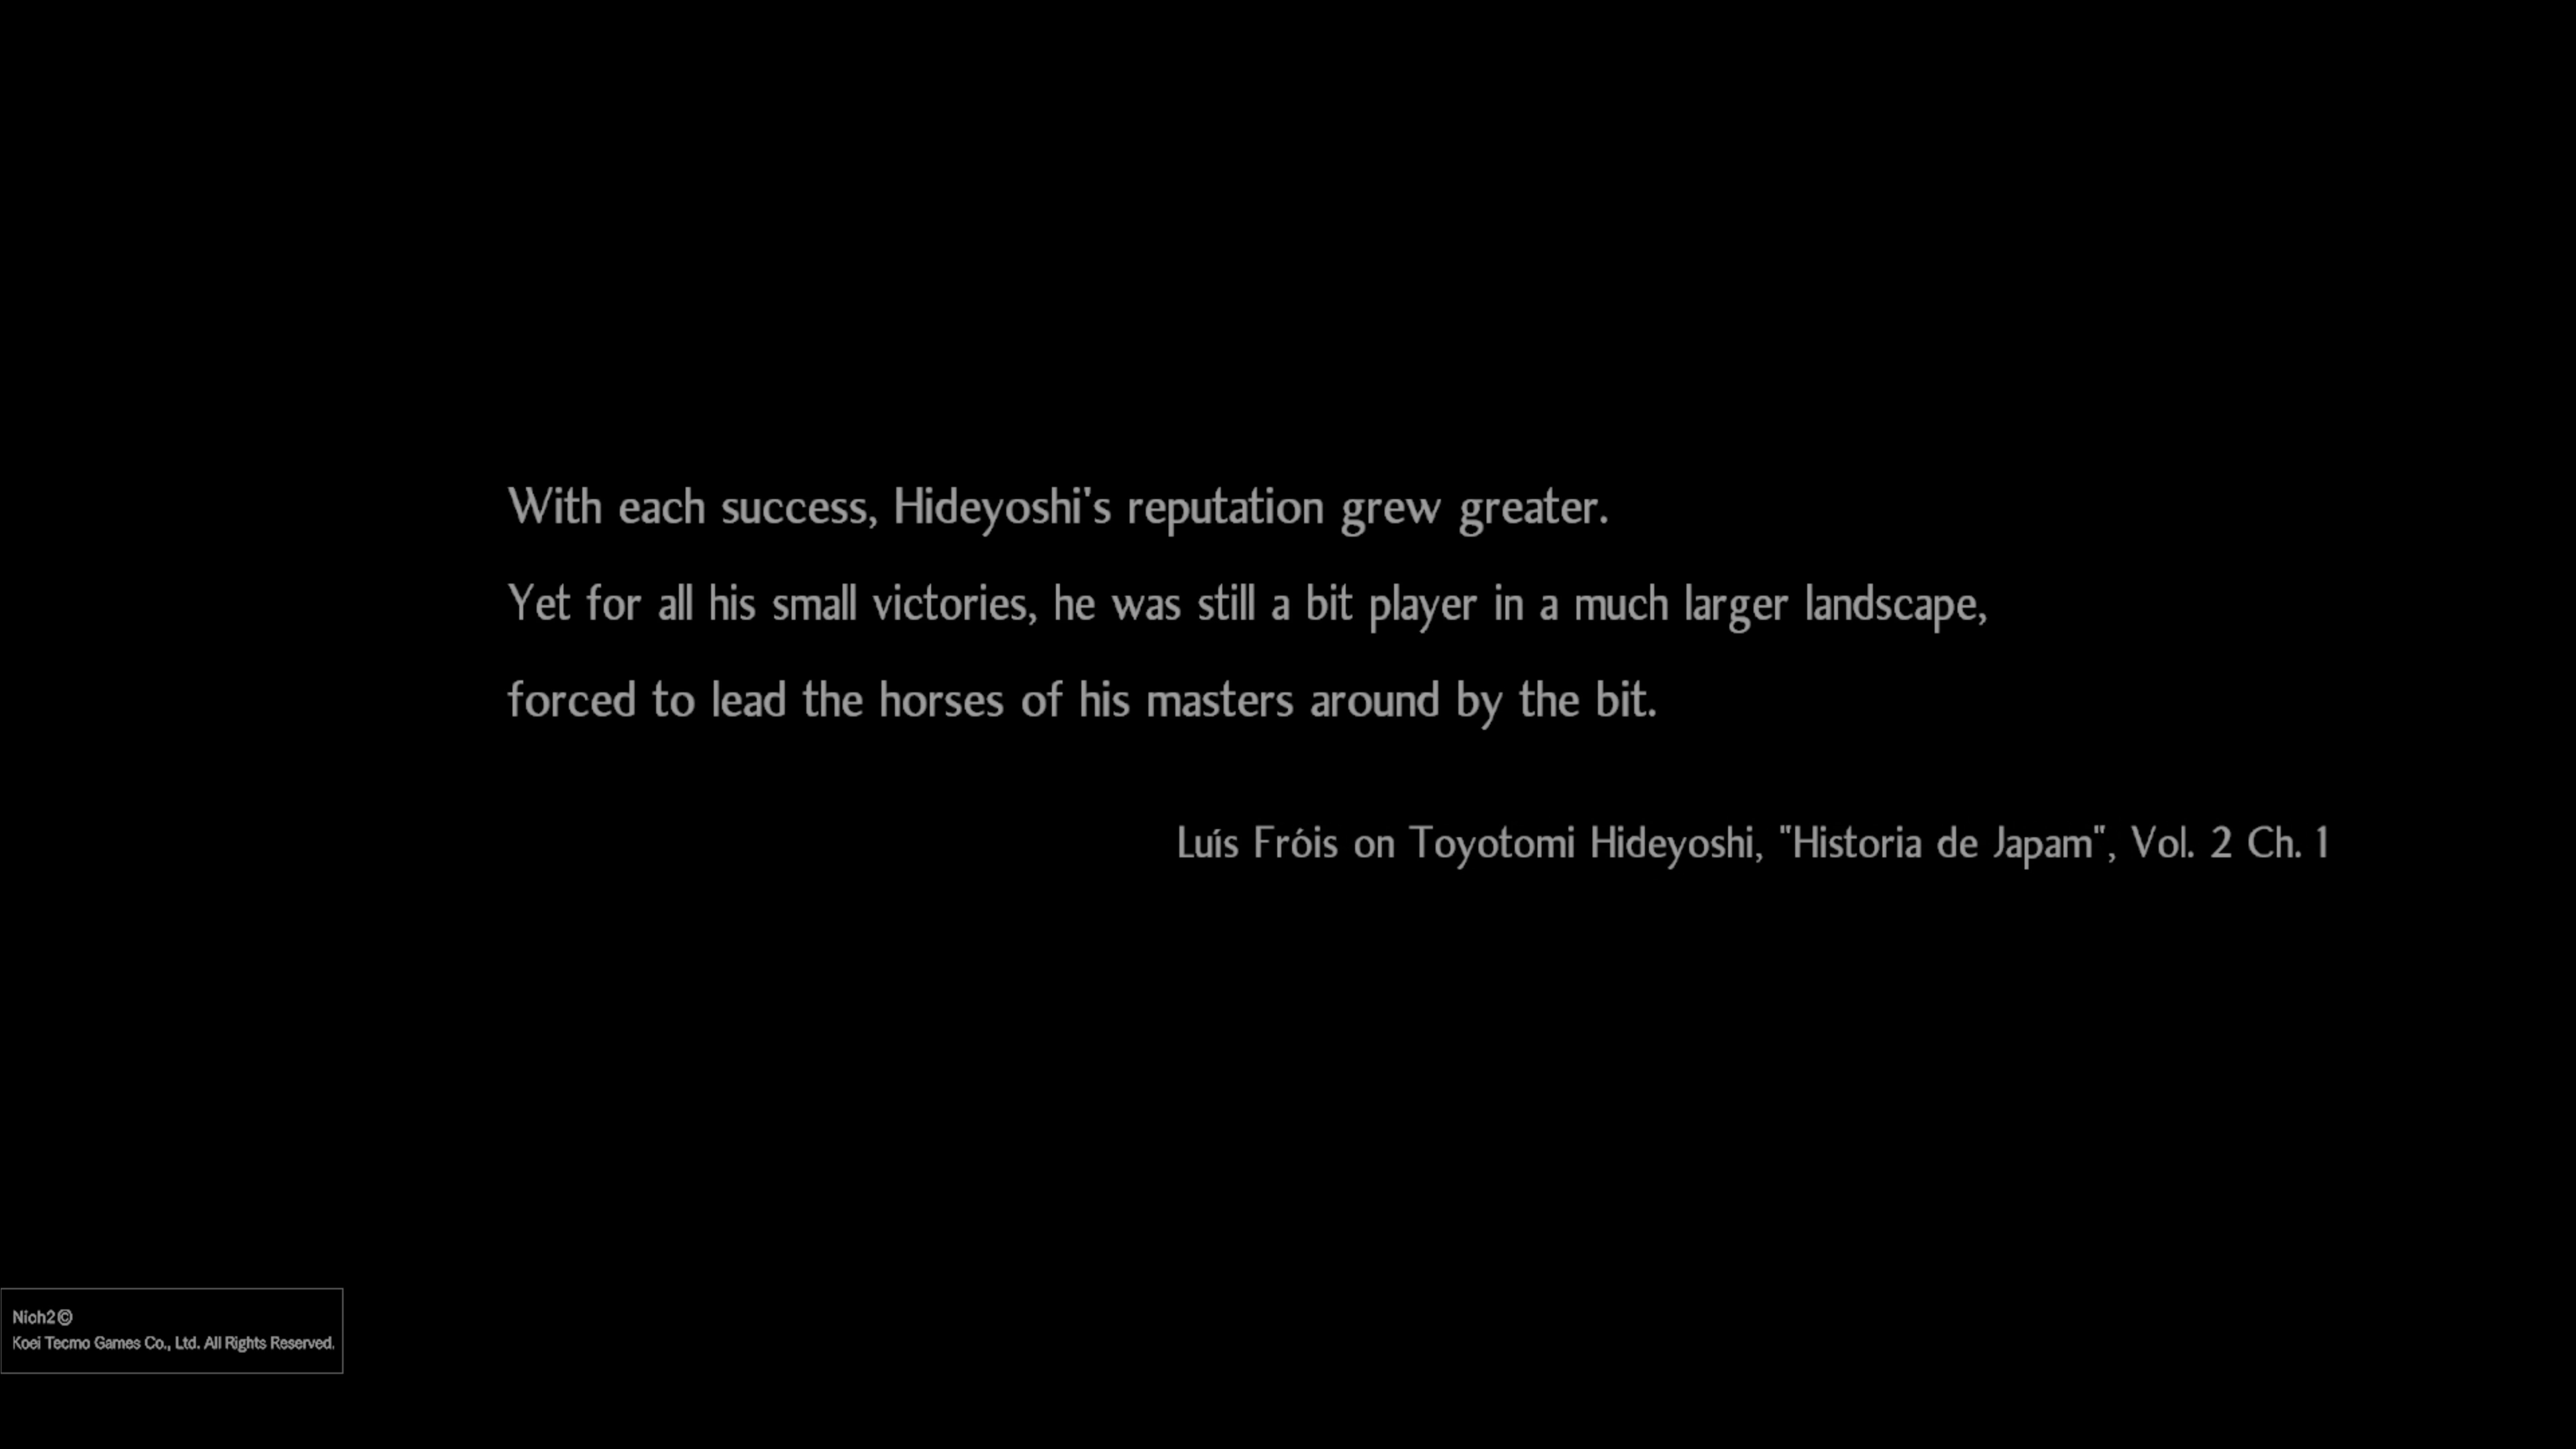 With each success, Hideyoshi's reputation grew greater.
Yet for all his small victories, he was still a bit player in a much larger landscape,
forced to lead the horses of his masters around by the bit.
Luís Fróis on Toyotomi Hideyoshi, "Historia de Japam", Vol. 2 Ch. 1
Nioh2©
Koei Tecmo Games Co., Ltd. All Rights Reserved.